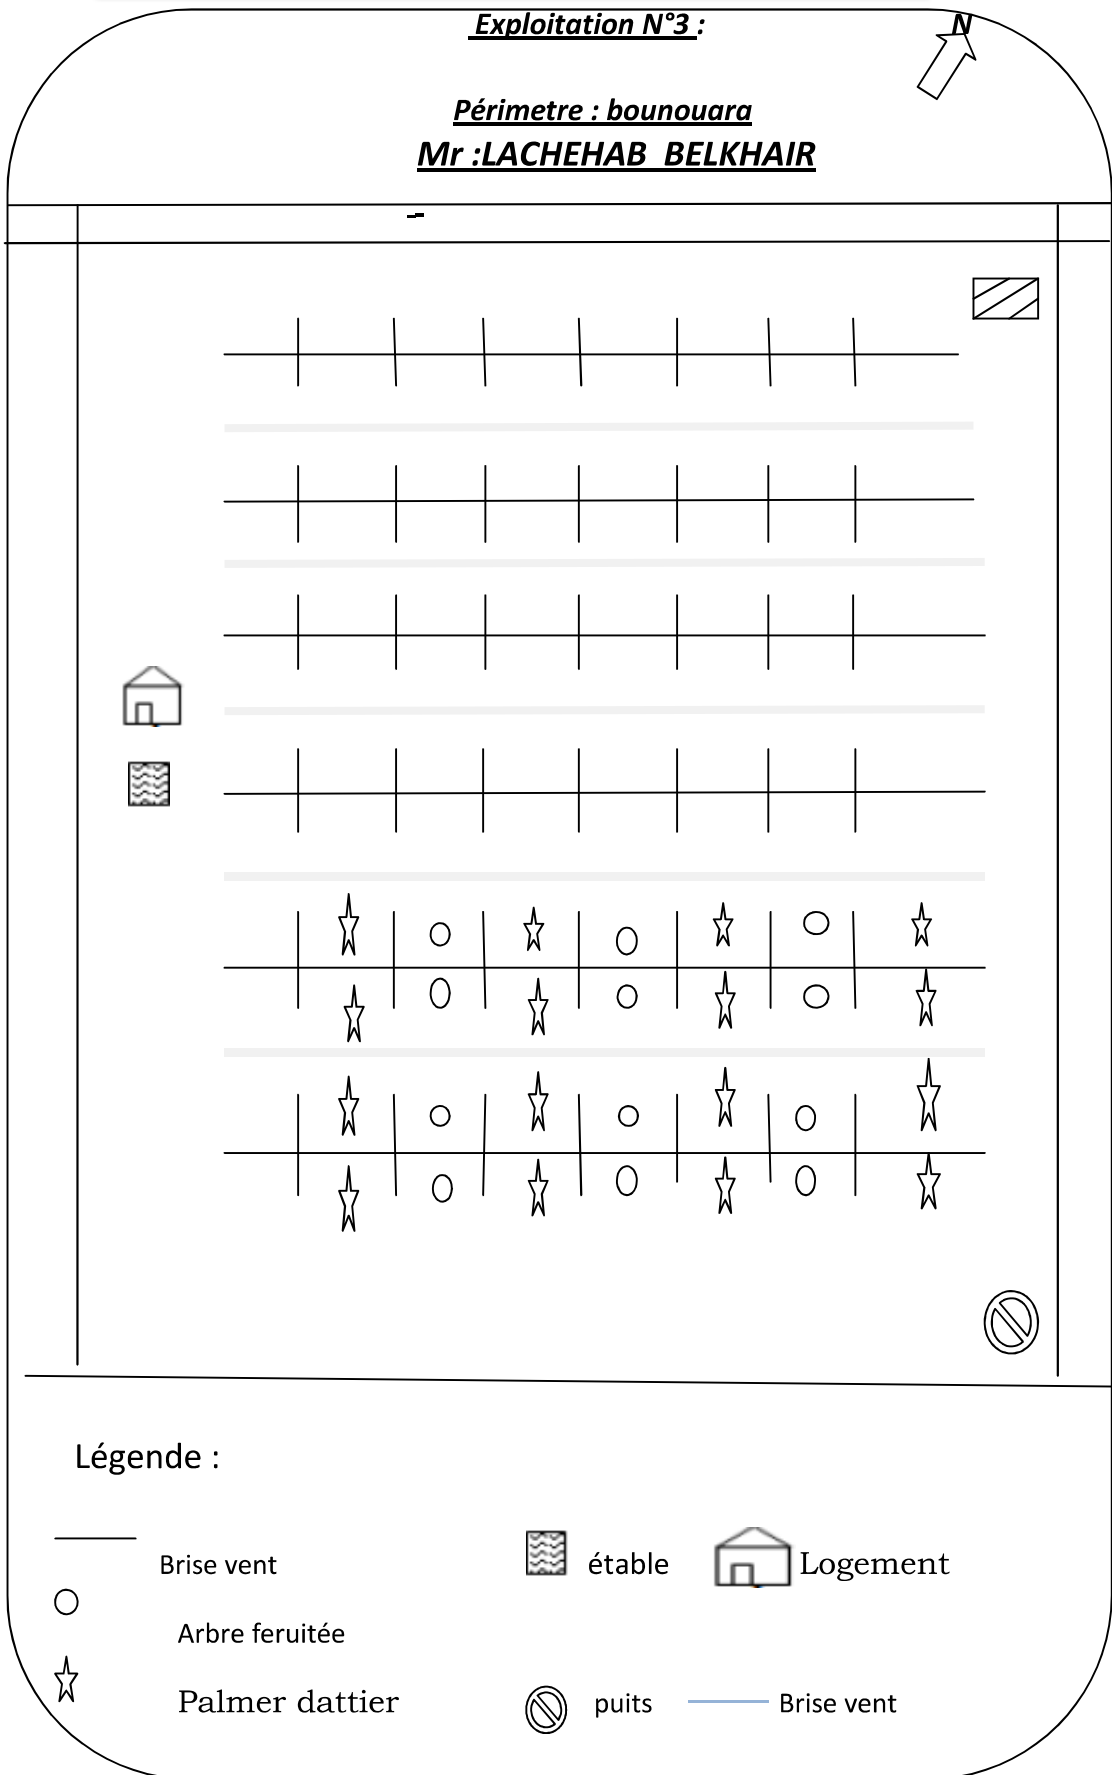 Exploitation N°3 :
N
Périmetre : bounouara
Mr :LACHEHAB BELKHAIR
Légende :
Brise vent
étable
Logement
Arbre feruitée
Palmer dattier
puits
Brise vent